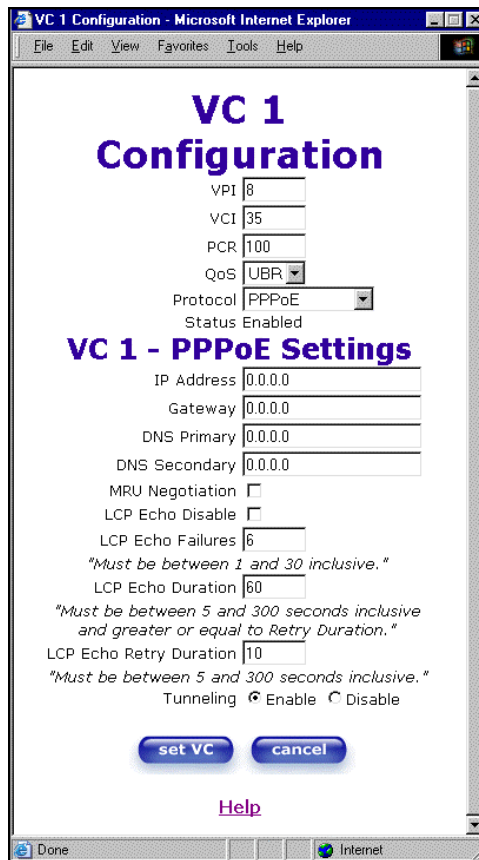 VC 1 Configuration - Microsoft Internet Explorer
File Edit View Favorites Tools Help
VC 1
Configuration
VPI 8
VCI 35
PCR 100
QoS UBR
Protocol PPPoE
Status Enabled
VC 1 - PPPoE Settings
IP Address 0.0.0.0
Gateway 0.0.0.0
DNS Primary 0.0.0.0
DNS Secondary 0.0.0.0
MRU Negotiation
LCP Echo Disable
LCP Echo Failures 6
"Must be between 1 and 30 inclusive."
LCP Echo Duration 60
"Must be between 5 and 300 seconds inclusive
and greater or equal to Retry Duration."
LCP Echo Retry Duration 10
"Must be between 5 and 300 seconds inclusive."
Tunneling Enable Disable
set VC cancel
Help
Done Internet